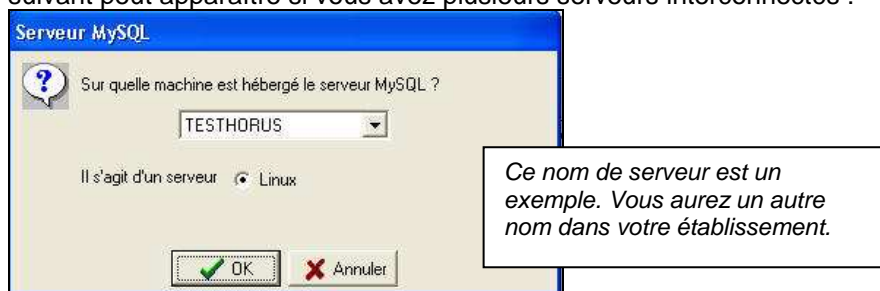 suivant peut apparaître si vous avez plusieurs serveurs interconnectés :
Serveur MySQL
Sur quelle machine est hébergé le serveur MySQL ?
TESTHORUS
Il s'agit d'un serveur Linux
Ce nom de serveur est un
exemple. Vous aurez un autre
nom dans votre établissement.
OK Annuler